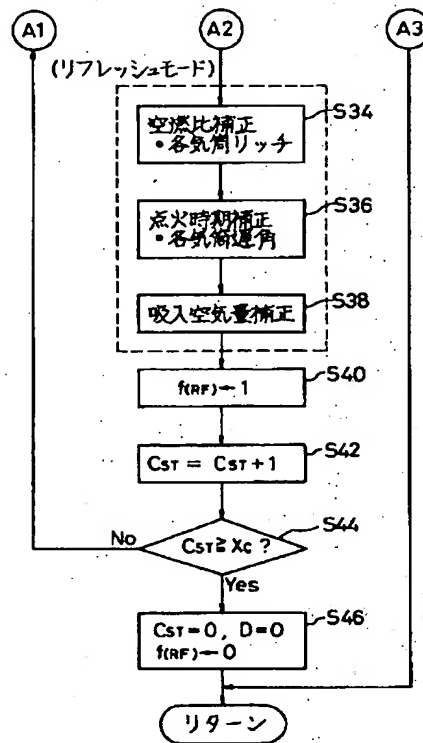 A1
A2
A3
(リフレッシュモード)
空燃比補正
・各気筒リッチ
S34
点火時期補正
・各気筒遅角
S36
吸入空気量補正
S38
f(RF)←1
S40
CST = CST+1
S42
CST≧XC ?
S44
No
Yes
CST=0, D=0
f(RF)←0
S46
リターン